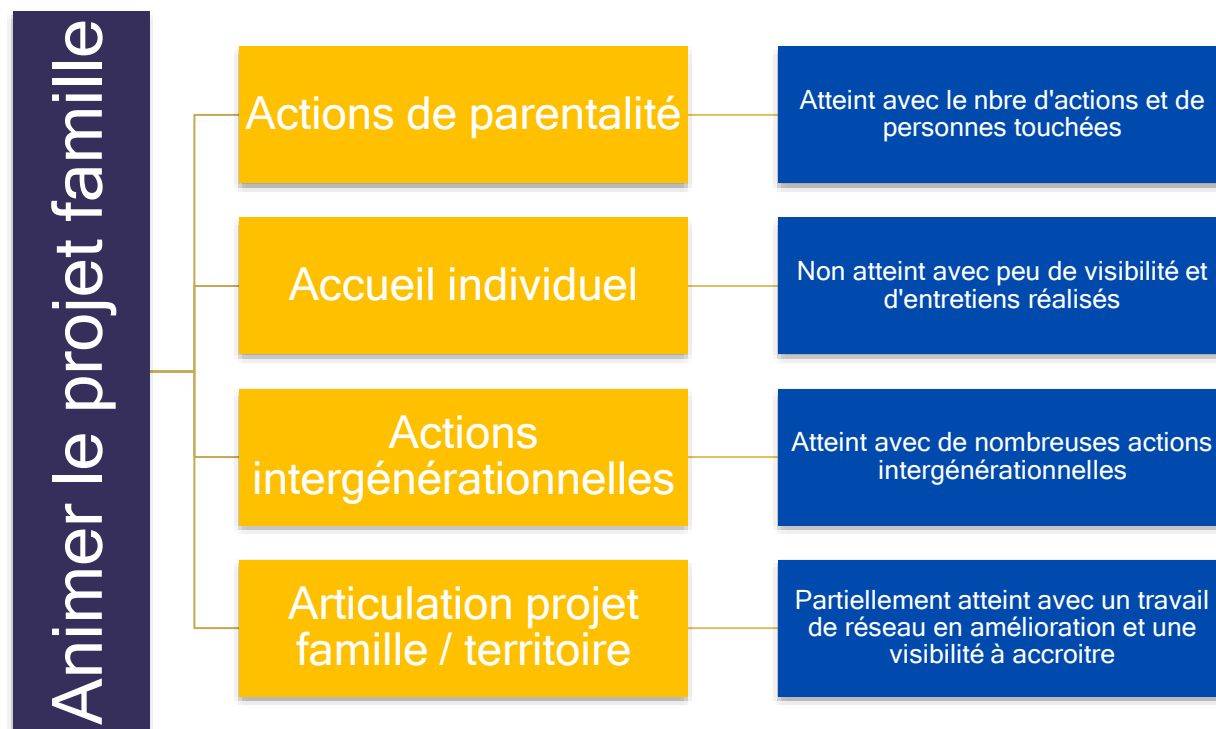 Animer le projet famille
Actions de parentalité
Atteint avec le nbre d'actions et de
personnes touchées
Accueil individuel
Non atteint avec peu de visibilité et
d'entretiens réalisés
Actions
intergénérationnelles
Atteint avec de nombreuses actions
intergénérationnelles
Articulation projet
famille / territoire
Partiellement atteint avec un travail
de réseau en amélioration et une
visibilité à accroitre